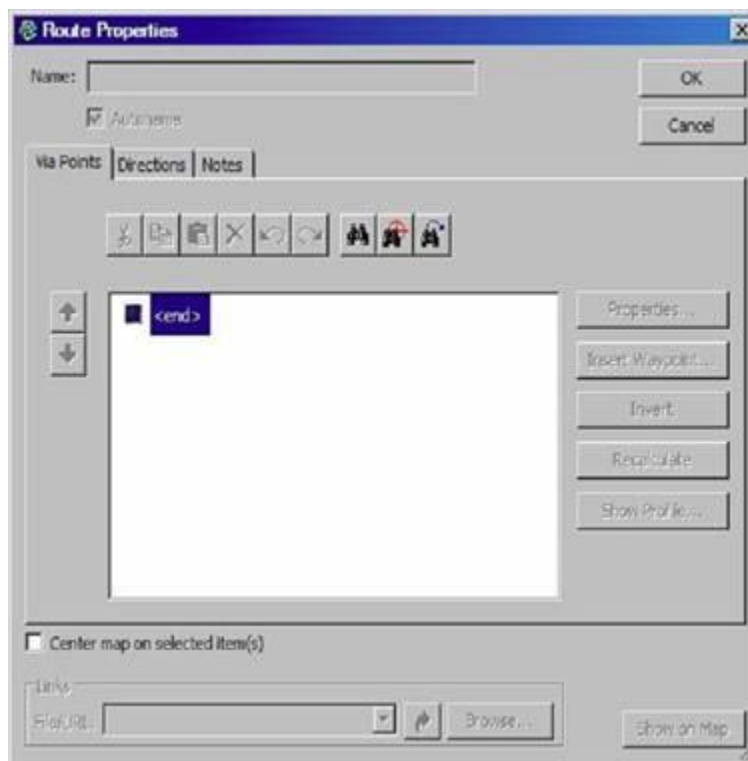 Route Properties
Name:
OK
Autoname
Cancel
Via Points Directions Notes
<end>
Properties...
Insert Waypoint...
Invert
Recalculate
Show Profile...
Center map on selected item(s)
Links
File/URL:
Browse...
Show on Map